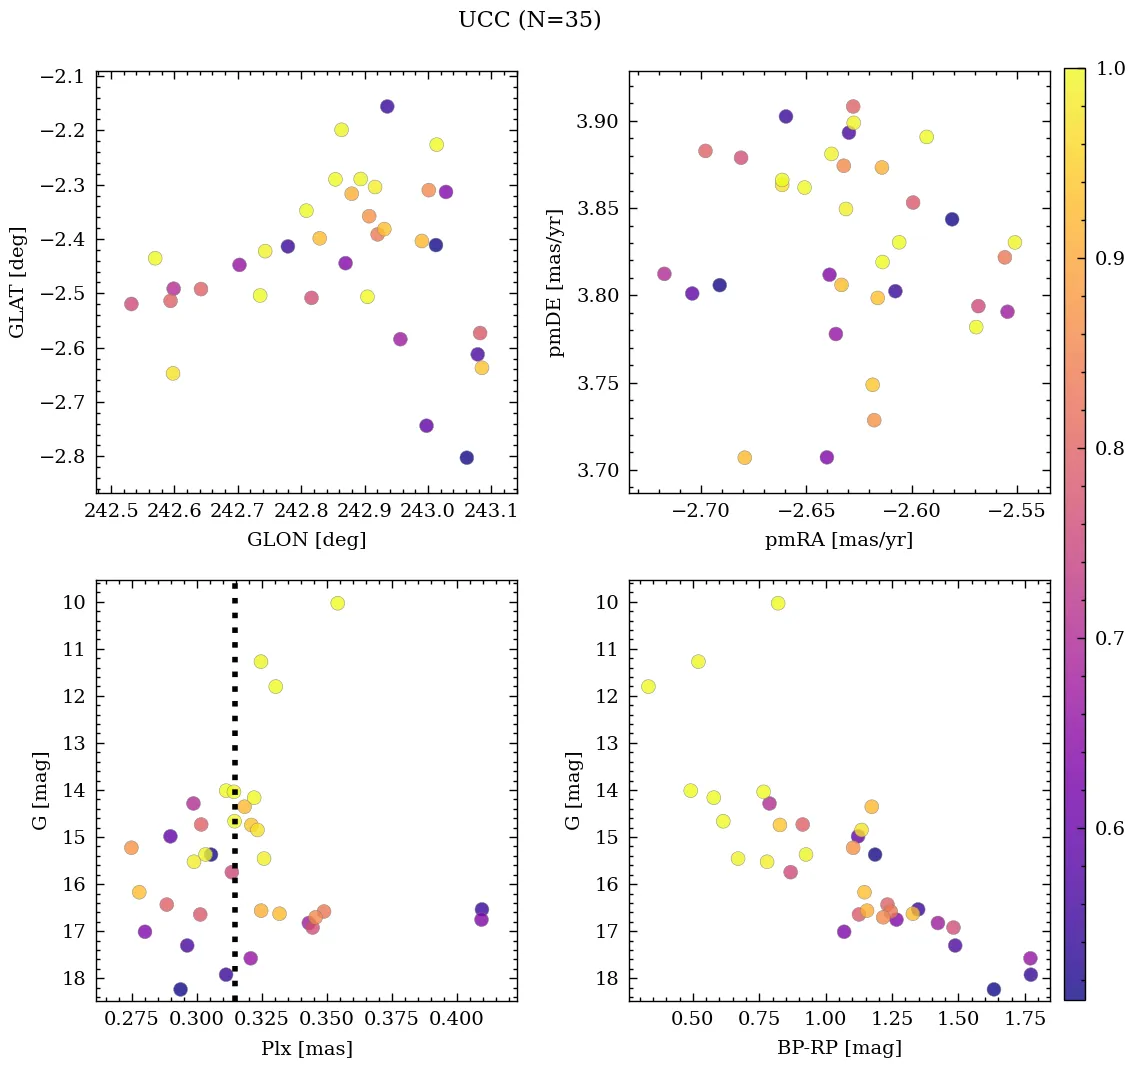 UCC (N=35)
−2.1
−2.2
−2.3
−2.4
−2.5
−2.6
−2.7
−2.8
GLAT [deg]
242.5 242.6 242.7 242.8 242.9 243.0 243.1
GLON [deg]
3.90
3.85
3.80
3.75
3.70
pmDE [mas/yr]
−2.70 −2.65 −2.60 −2.55
pmRA [mas/yr]
10
11
12
13
14
15
16
17
18
G [mag]
0.275 0.300 0.325 0.350 0.375 0.400
Plx [mas]
10
11
12
13
14
15
16
17
18
G [mag]
0.50 0.75 1.00 1.25 1.50 1.75
BP-RP [mag]
1.0
0.9
0.8
0.7
0.6